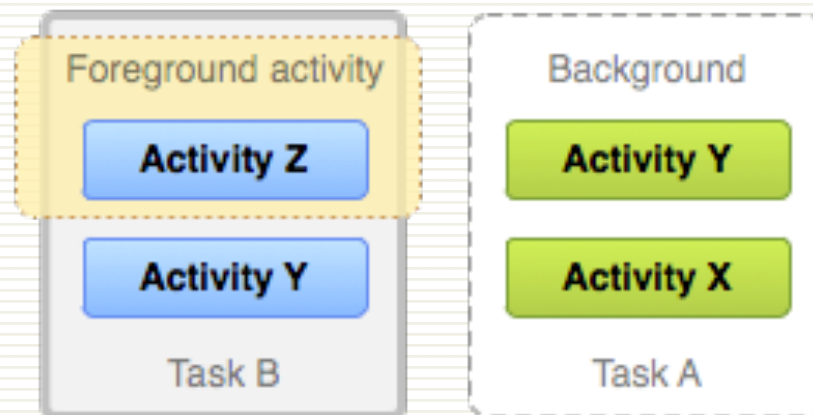 Foreground activity
Activity Z
Activity Y
Task B
Background
Activity Y
Activity X
Task A